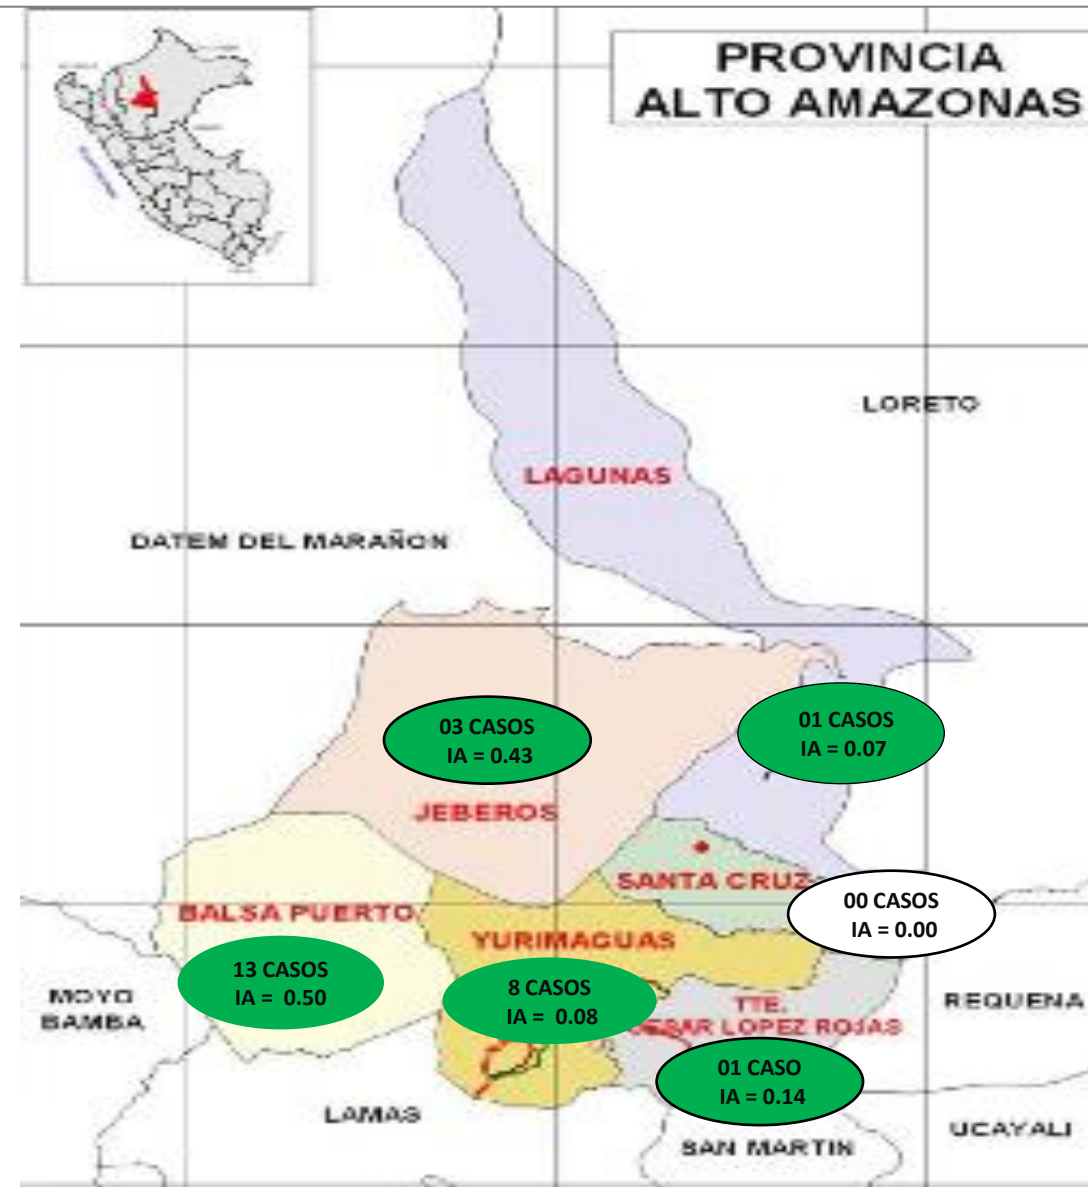 PROVINCIA
ALTO AMAZONAS
LORETO
LAGUNAS
DATEM DEL MARAÑON
03 CASOS
IA = 0.43
01 CASOS
IA = 0.07
JEBEROS
SANTA CRUZ
00 CASOS
IA = 0.00
BALSA PUERTO
YURIMAGUAS
13 CASOS
IA = 0.50
8 CASOS
IA = 0.08
MOYO
BAMBA
TTE.
ESAR LOPEZ ROJAS
REQUENA
01 CASO
IA = 0.14
LAMAS
SAN MARTIN
UCAYALI